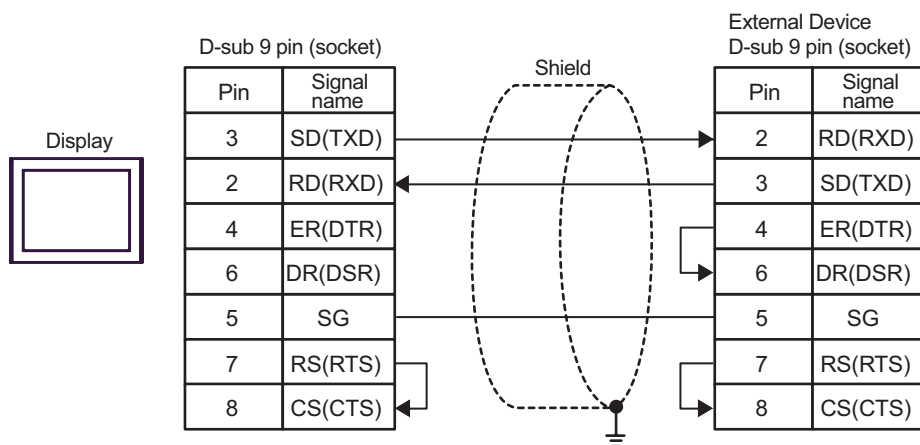 External Device
D-sub 9 pin (socket)
D-sub 9 pin (socket)
Shield
Display
Pin Signal name
3 SD(TXD)
2 RD(RXD)
4 ER(DTR)
6 DR(DSR)
5 SG
7 RS(RTS)
8 CS(CTS)
Pin Signal name
2 RD(RXD)
3 SD(TXD)
4 ER(DTR)
6 DR(DSR)
5 SG
7 RS(RTS)
8 CS(CTS)